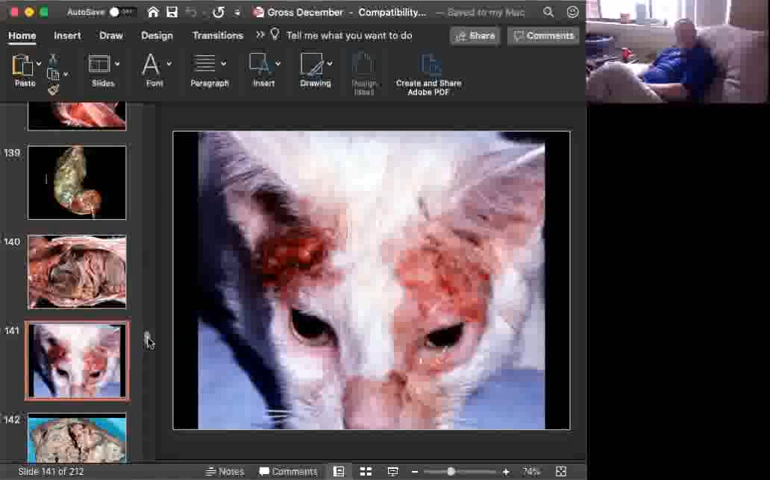 AutoSave OFF Gross December - Compatibility... — Saved to my Mac
Home Insert Draw Design Transitions Tell me what you want to do Share Comments
Paste Slides Font Paragraph Insert Drawing Design Ideas Create and Share Adobe PDF
139
140
141
142
Slide 141 of 212 Notes Comments 74%